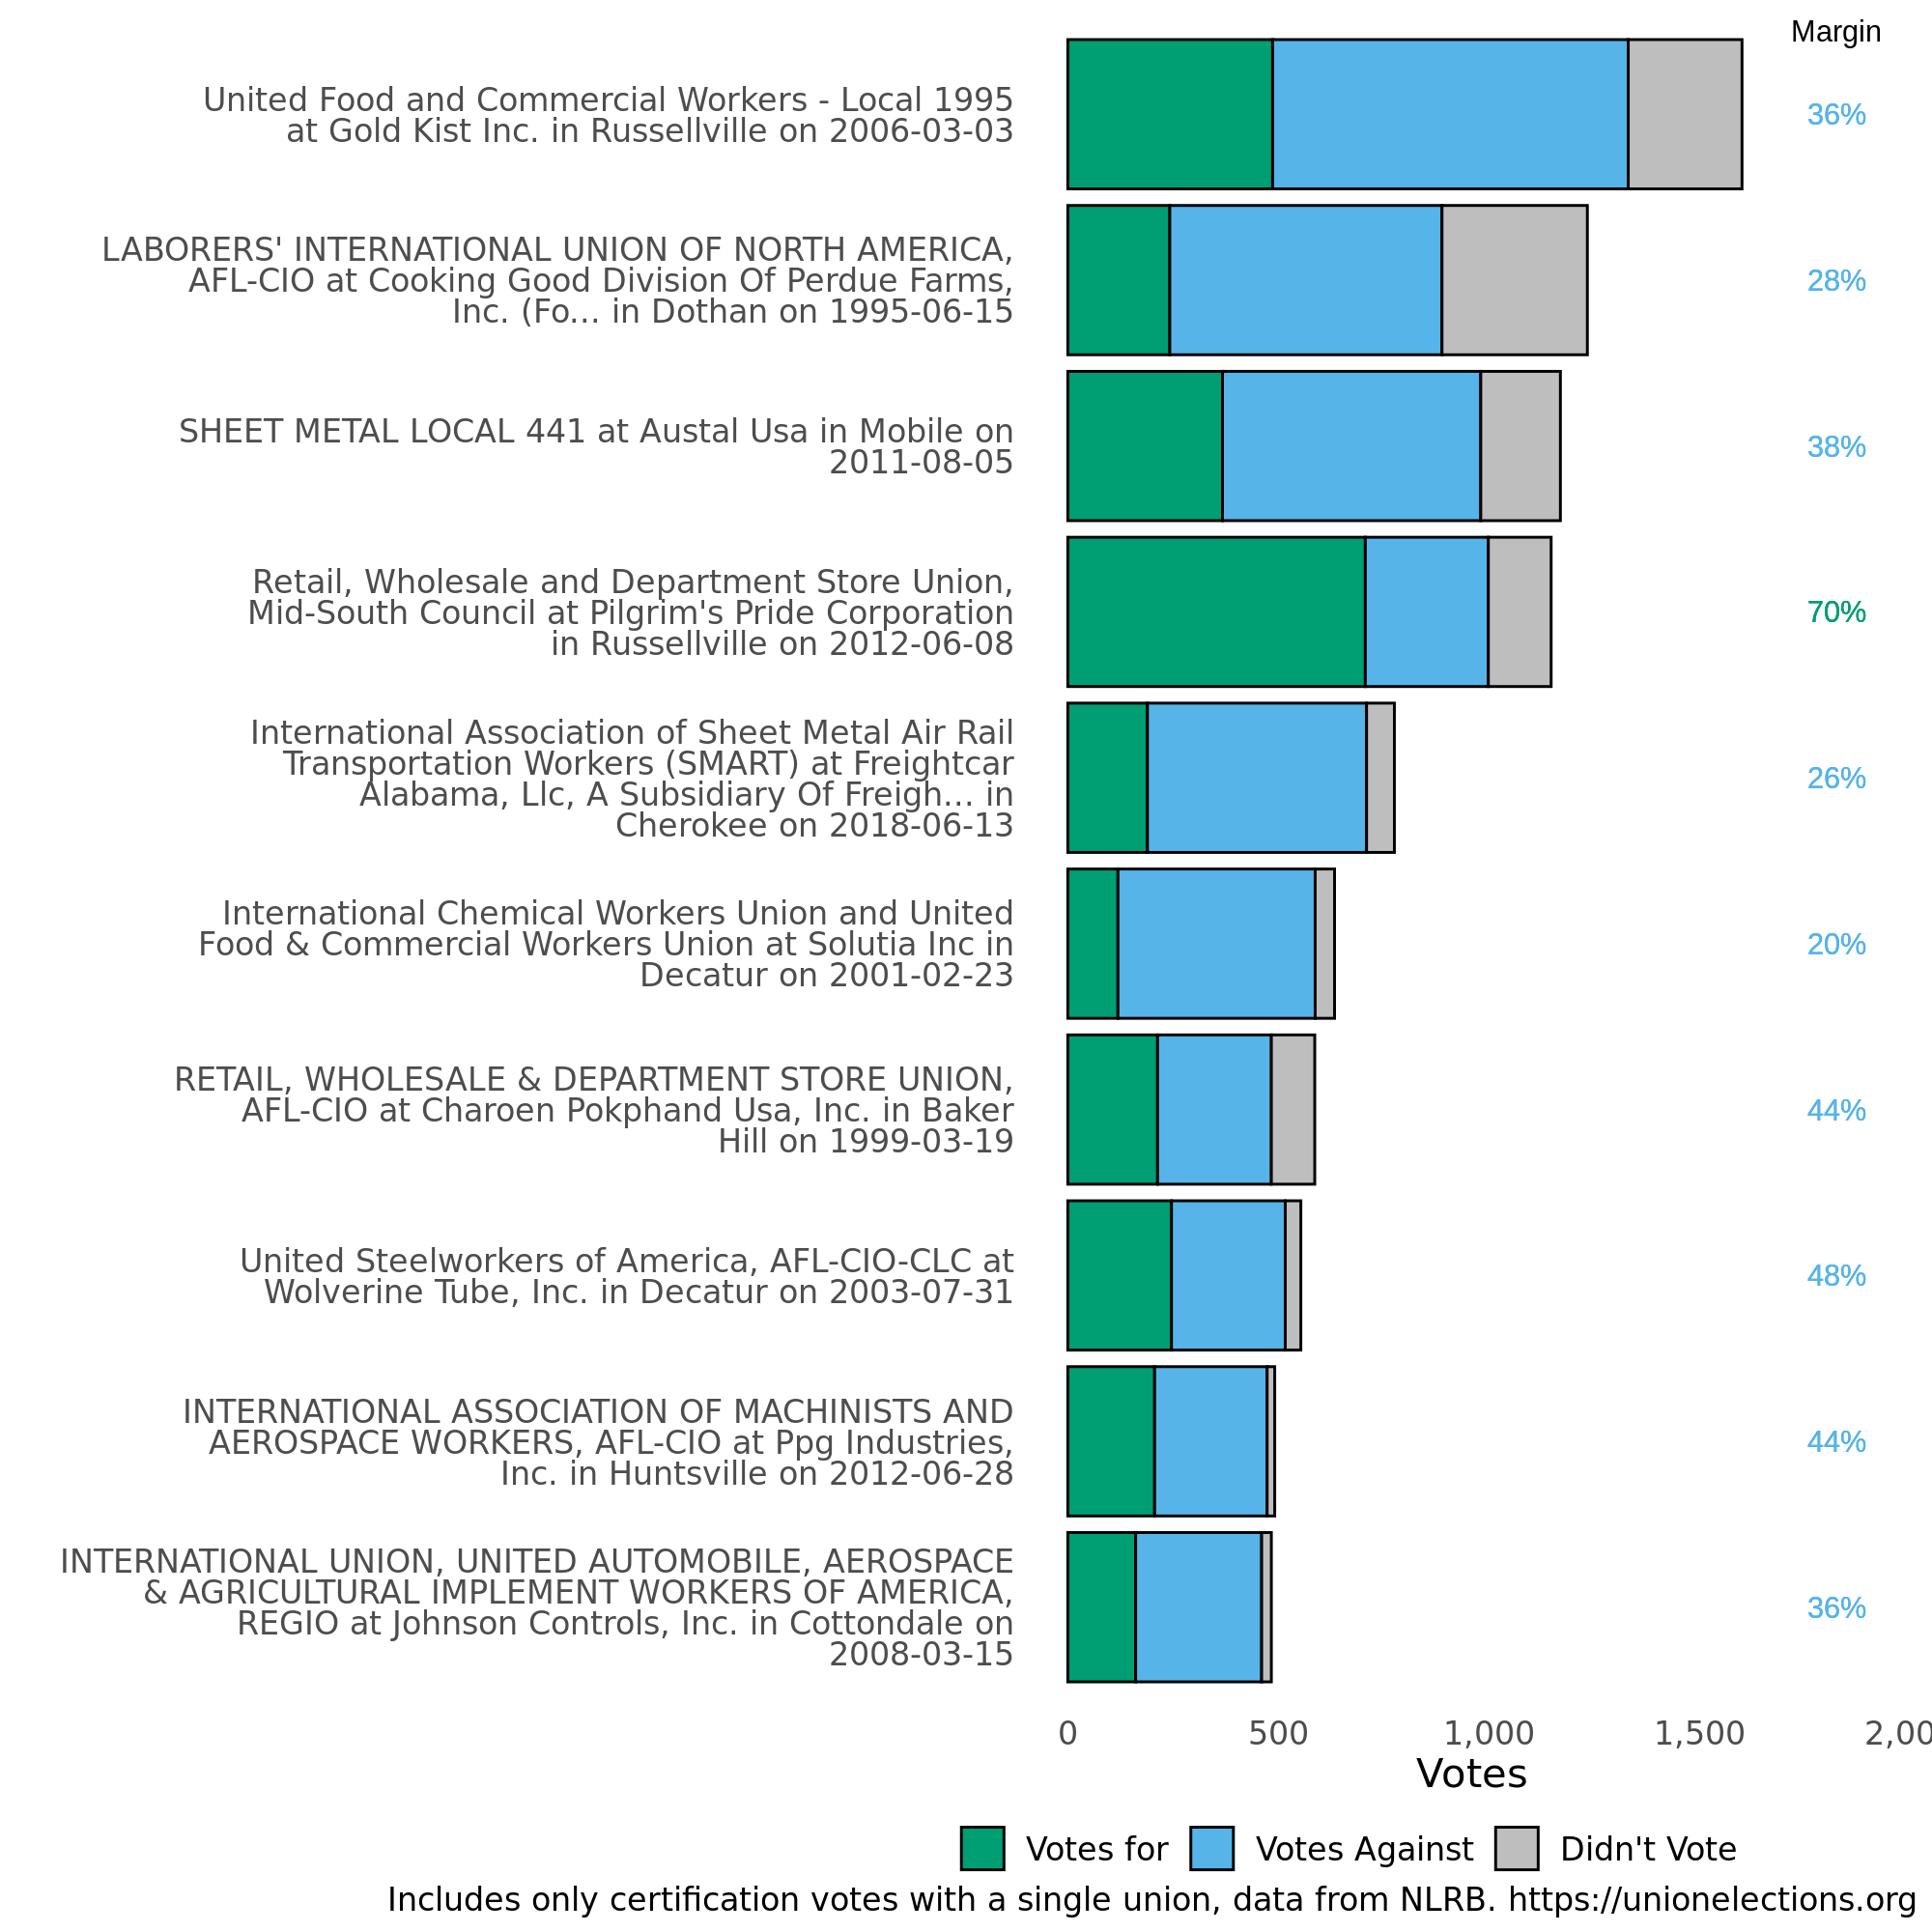 Margin
United Food and Commercial Workers - Local 1995
at Gold Kist Inc. in Russellville on 2006-03-03
36%
LABORERS' INTERNATIONAL UNION OF NORTH AMERICA,
AFL-CIO at Cooking Good Division Of Perdue Farms,
Inc. (Fo... in Dothan on 1995-06-15
28%
SHEET METAL LOCAL 441 at Austal Usa in Mobile on
2011-08-05
38%
Retail, Wholesale and Department Store Union,
Mid-South Council at Pilgrim's Pride Corporation
in Russellville on 2012-06-08
70%
International Association of Sheet Metal Air Rail
Transportation Workers (SMART) at Freightcar
Alabama, Llc, A Subsidiary Of Freigh... in
Cherokee on 2018-06-13
26%
International Chemical Workers Union and United
Food & Commercial Workers Union at Solutia Inc in
Decatur on 2001-02-23
20%
RETAIL, WHOLESALE & DEPARTMENT STORE UNION,
AFL-CIO at Charoen Pokphand Usa, Inc. in Baker
Hill on 1999-03-19
44%
United Steelworkers of America, AFL-CIO-CLC at
Wolverine Tube, Inc. in Decatur on 2003-07-31
48%
INTERNATIONAL ASSOCIATION OF MACHINISTS AND
AEROSPACE WORKERS, AFL-CIO at Ppg Industries,
Inc. in Huntsville on 2012-06-28
44%
INTERNATIONAL UNION, UNITED AUTOMOBILE, AEROSPACE
& AGRICULTURAL IMPLEMENT WORKERS OF AMERICA,
REGIO at Johnson Controls, Inc. in Cottondale on
2008-03-15
36%
0 500 1,000 1,500 2,00
Votes
Votes for Votes Against Didn't Vote
Includes only certification votes with a single union, data from NLRB. https://unionelections.org